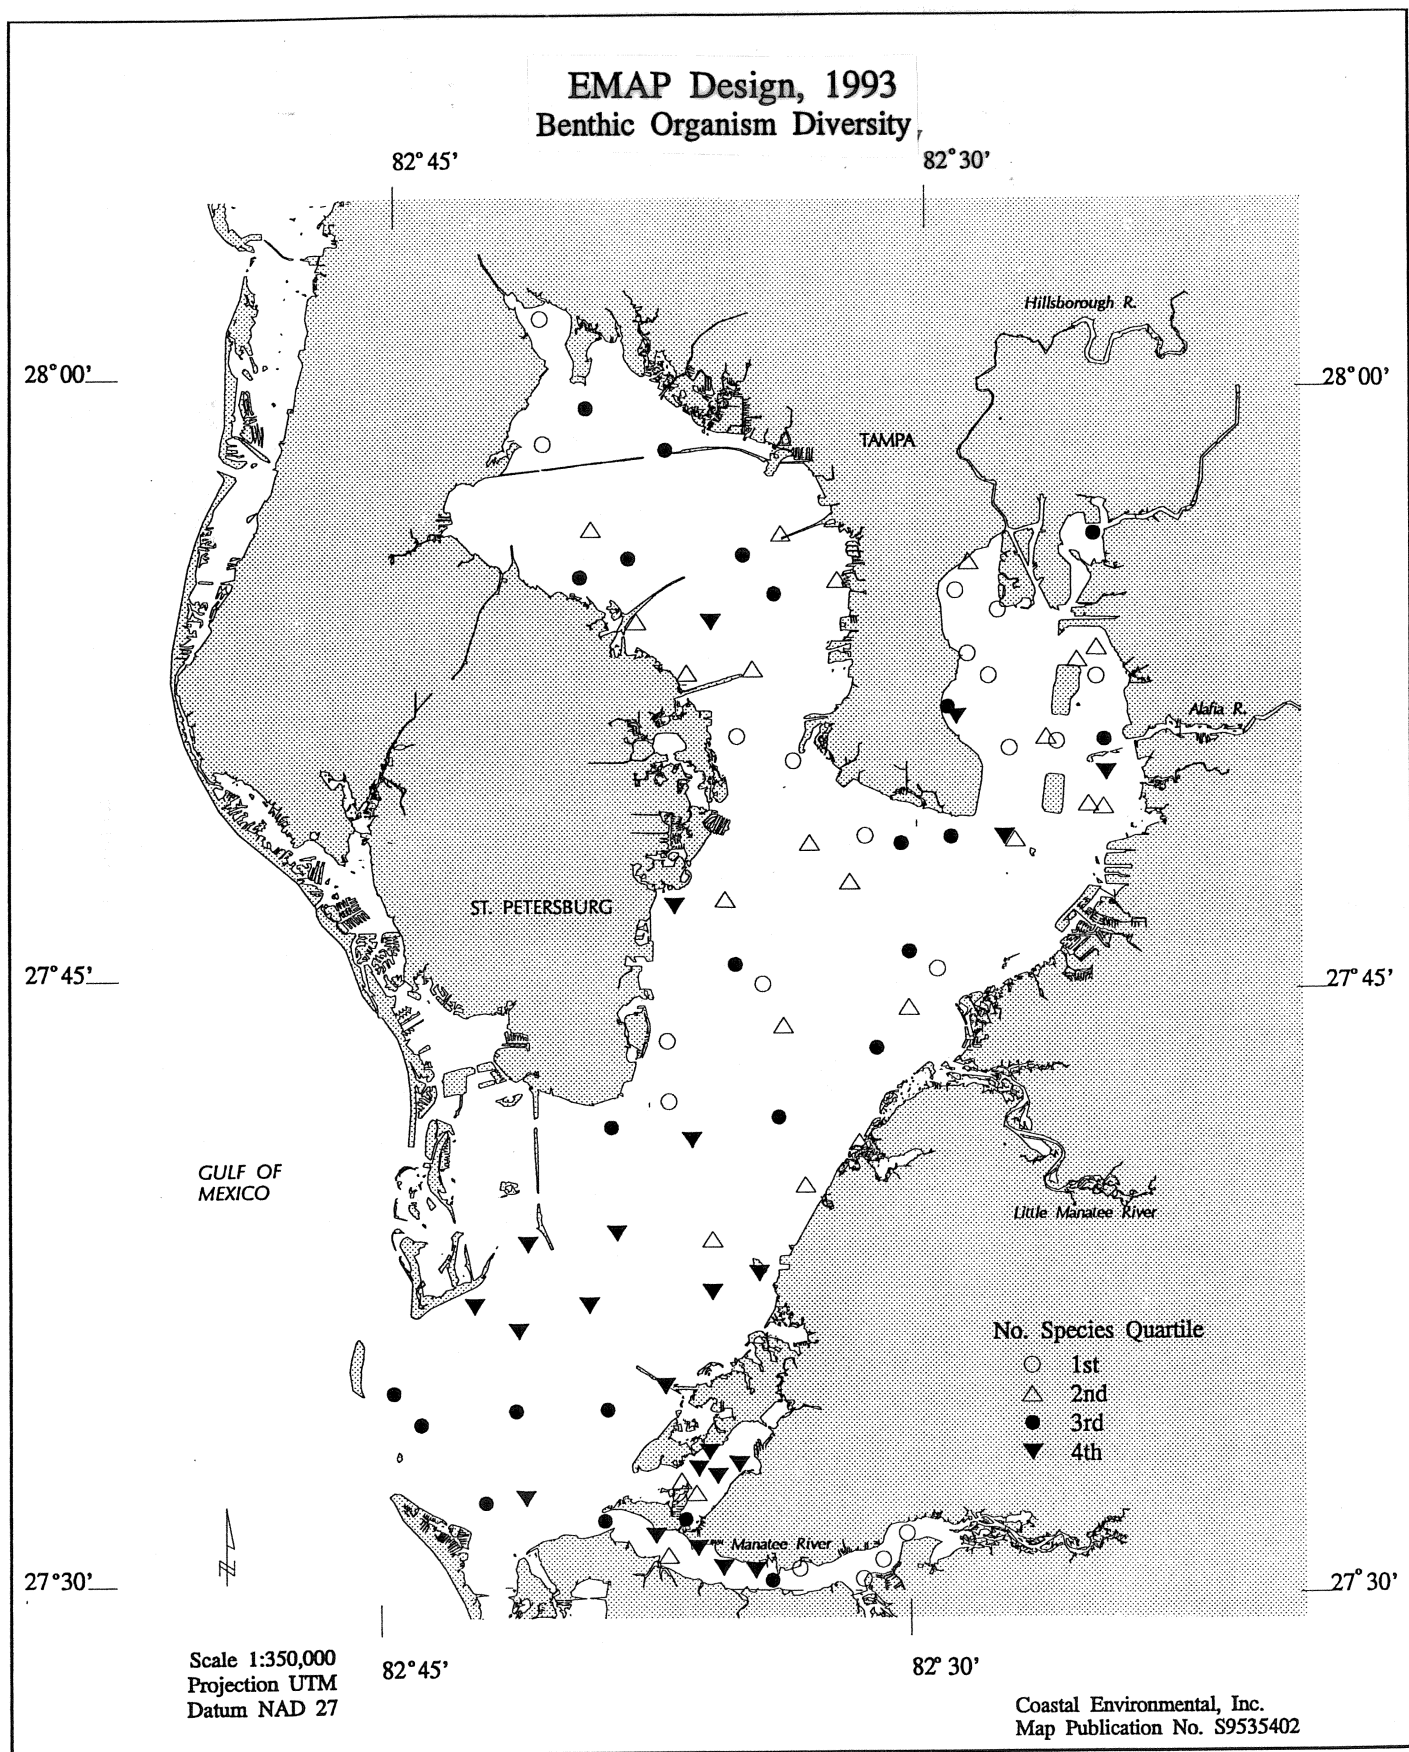 EMAP Design, 1993
Benthic Organism Diversity
82°45'
82°30'
Hillsborough R.
28°00'
28°00'
TAMPA
Alafia R.
ST. PETERSBURG
27°45'
27°45'
GULF OF
MEXICO
Little Manatee River
No. Species Quartile
1st
2nd
3rd
4th
Manatee River
N
27°30'
27°30'
Scale 1:350,000
Projection UTM
Datum NAD 27
82°45'
82°30'
Coastal Environmental, Inc.
Map Publication No. S9535402